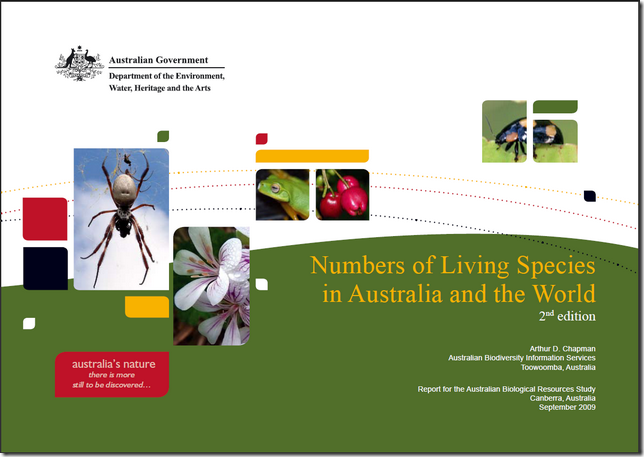 Australian Government
Department of the Environment,
Water, Heritage and the Arts
Numbers of Living Species
in Australia and the World
2nd edition
Arthur D. Chapman
Australian Biodiversity Information Services
Toowoomba, Australia
australia's nature
there is more
still to be discovered...
Report for the Australian Biological Resources Study
Canberra, Australia
September 2009